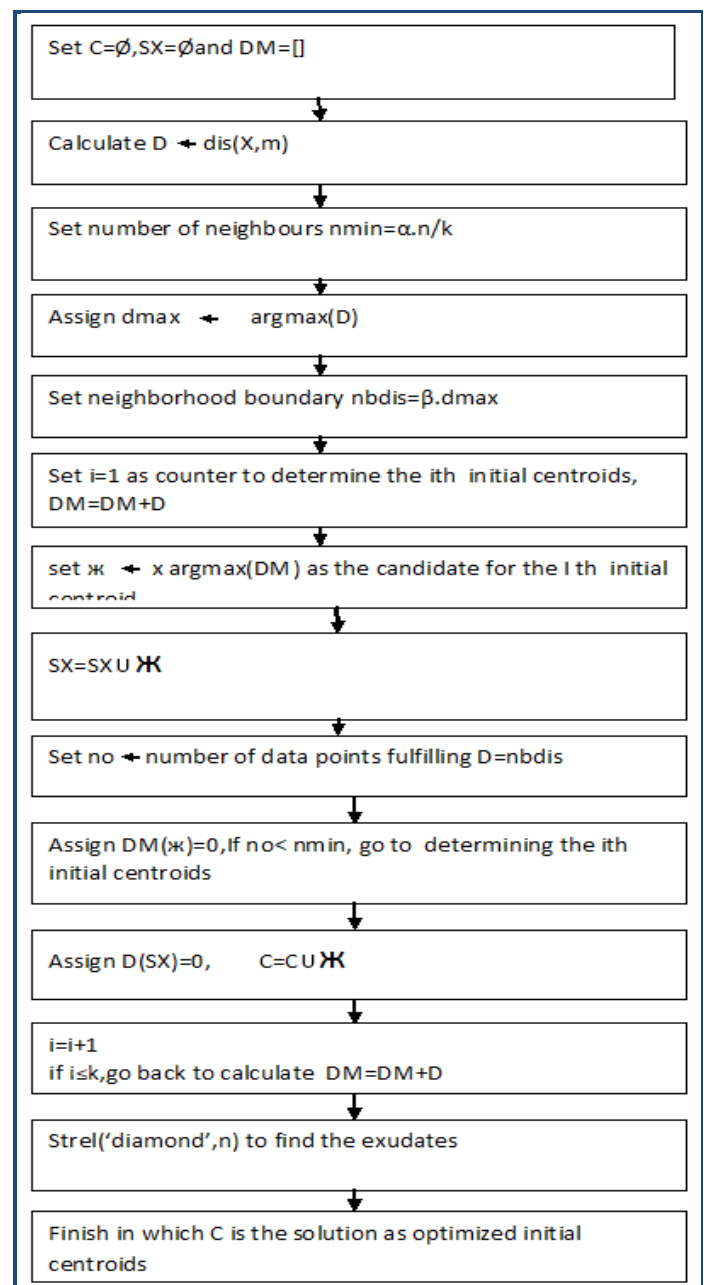 Set C=Ø,SX=Øand DM=[]
Calculate D ← dis(X,m)
Set number of neighbours nmin=α.n/k
Assign dmax ← argmax(D)
Set neighborhood boundary nbdis=β.dmax
Set i=1 as counter to determine the ith initial centroids,
DM=DM+D
set ж ← x argmax(DM) as the candidate for the I th initial
centroid
SX=SX U Ж
Set no ← number of data points fulfilling D=nbdis
Assign DM(ж)=0,If no< nmin, go to determining the ith
initial centroids
Assign D(SX)=0, C=C U Ж
i=i+1
if i≤k,go back to calculate DM=DM+D
Strel(‘diamond’,n) to find the exudates
Finish in which C is the solution as optimized initial
centroids